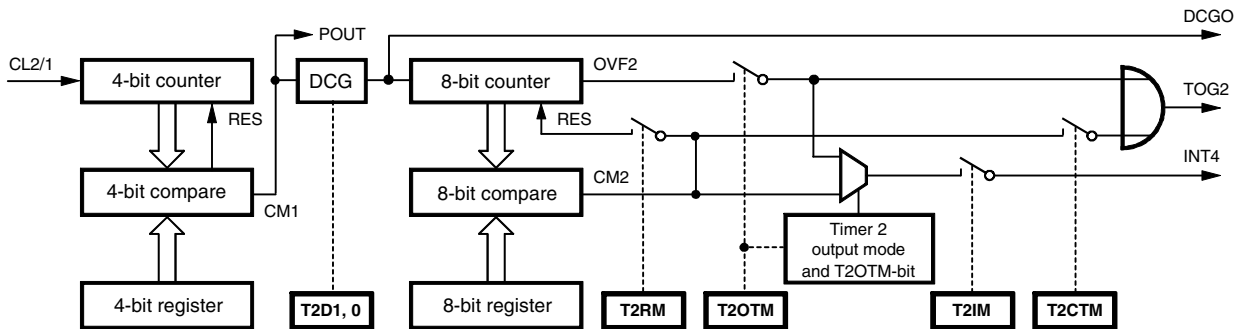 DCGO
POUT
CL2/1
4-bit counter
DCG
8-bit counter
OVF2
TOG2
RES
RES
INT4
4-bit compare
CM1
8-bit compare
CM2
Timer 2
output mode
and T2OTM-bit
4-bit register
T2D1, 0
8-bit register
T2RM
T2OTM
T2IM
T2CTM